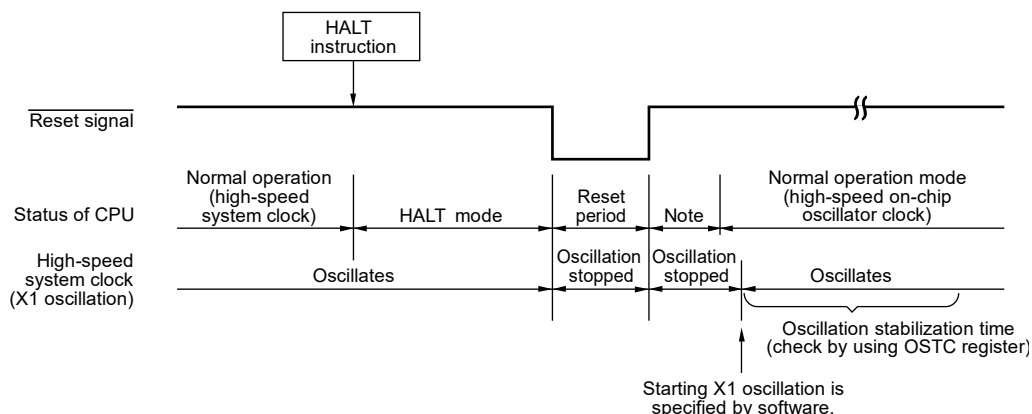 HALT
instruction
Reset signal
Status of CPU
Normal operation
(high-speed
system clock)
HALT mode
Reset
period
Note
Normal operation mode
(high-speed on-chip
oscillator clock)
High-speed
system clock
(X1 oscillation)
Oscillates
Oscillation
stopped
Oscillation
stopped
Oscillates
Oscillation stabilization time
(check by using OSTC register)
Starting X1 oscillation is
specified by software.